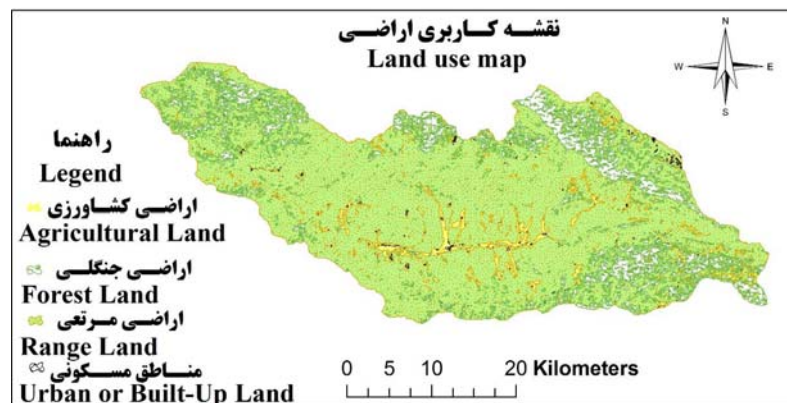 نقشه کاربری اراضی
Land use map
N
W E
S
راهنما
Legend
اراضی کشاورزی
Agricultural Land
اراضی جنگلی
Forest Land
اراضی مرتعی
Range Land
مناطق مسکونی
Urban or Built-Up Land
0 5 10 20 Kilometers